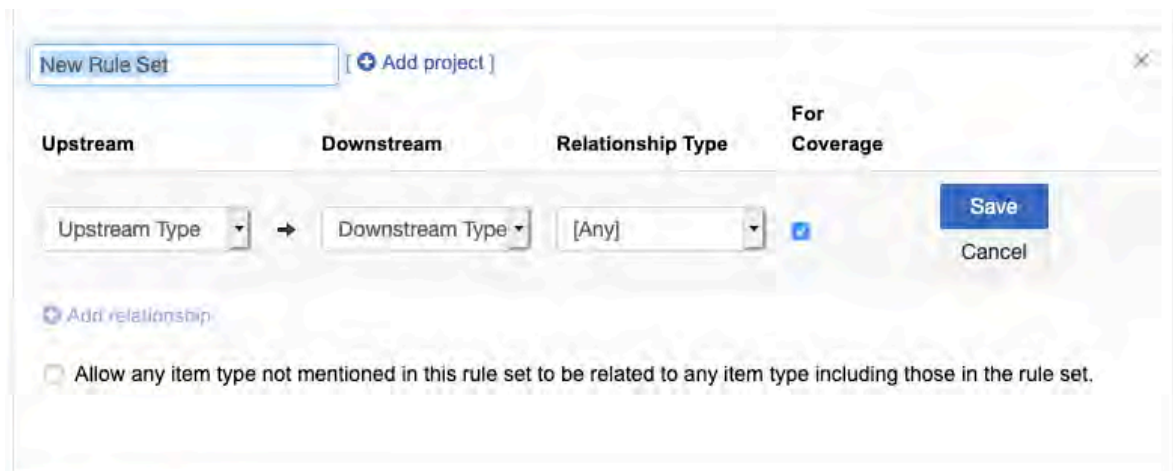 New Rule Set [ Add project ]
For
Upstream Downstream Relationship Type Coverage
Upstream Type Downstream Type [Any] Save
Cancel
Add relationship
Allow any item type not mentioned in this rule set to be related to any item type including those in the rule set.